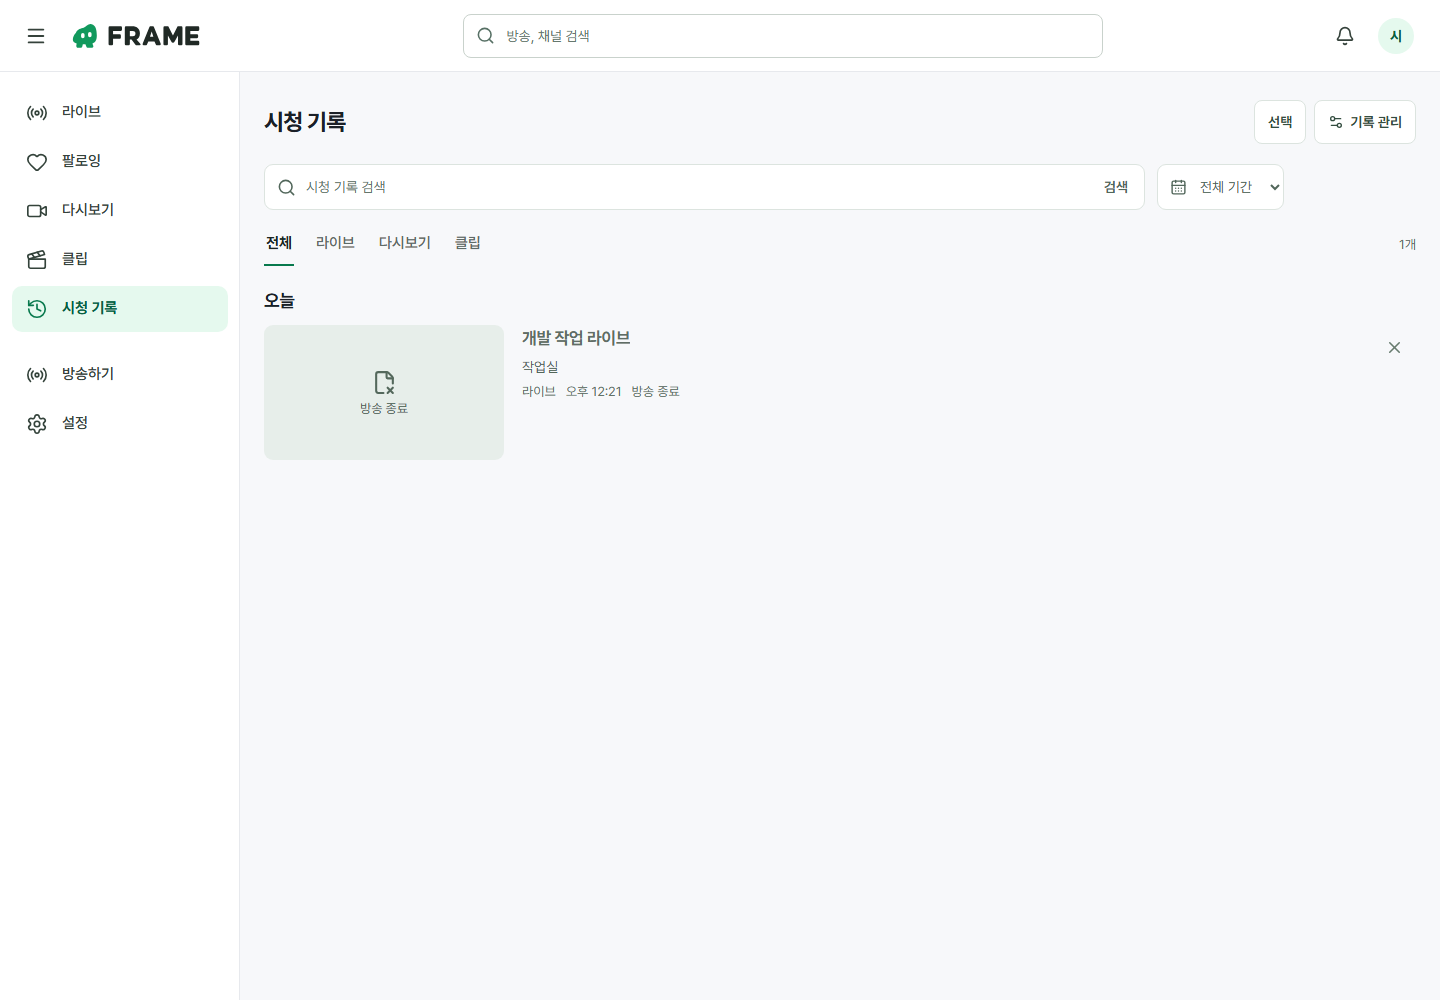 FRAME
방송, 채널 검색
시
라이브
팔로잉
다시보기
클립
시청 기록
방송하기
설정
시청 기록
선택
기록 관리
시청 기록 검색
검색
전체 기간
전체 라이브 다시보기 클립
1개
오늘
방송 종료
개발 작업 라이브
작업실
라이브 오후 12:21 방송 종료